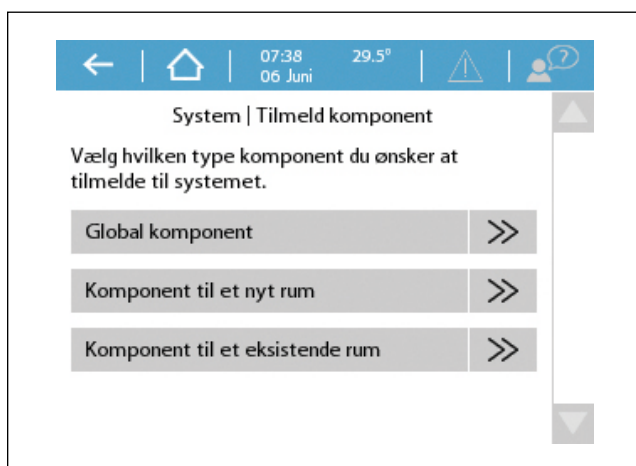 07:38 29.5°
06 Juni
System | Tilmeld komponent
Vælg hvilken type komponent du ønsker at
tilmelde til systemet.
Global komponent
Komponent til et nyt rum
Komponent til et eksistende rum